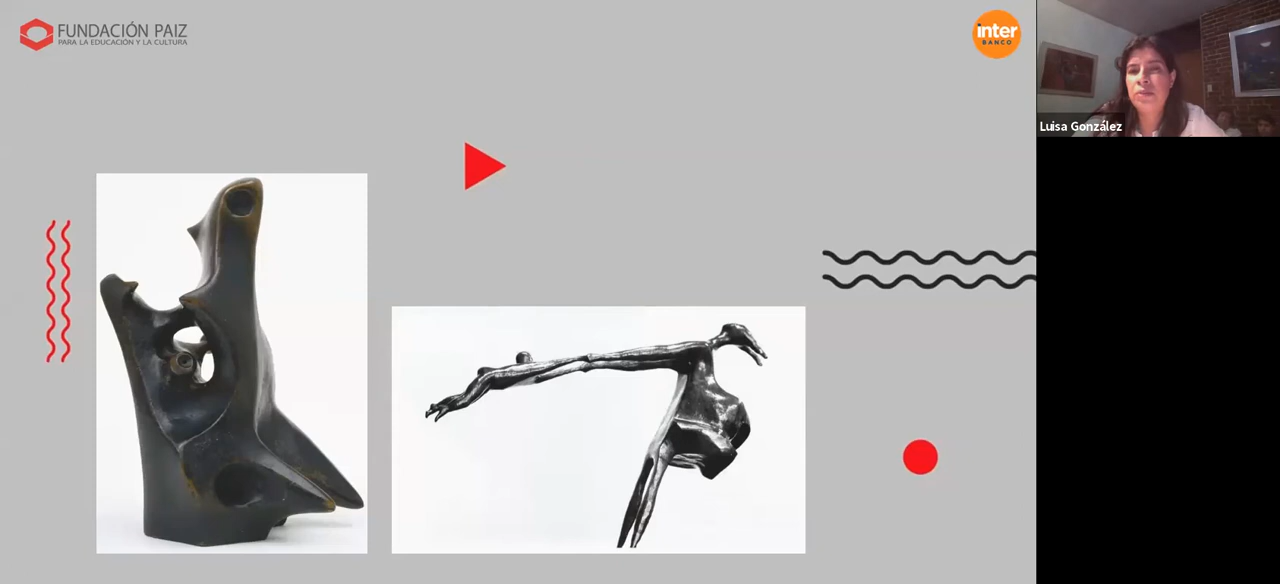 FUNDACIÓN PAIZ
PARA LA EDUCACIÓN Y LA CULTURA
inter
BANCO
Luisa González